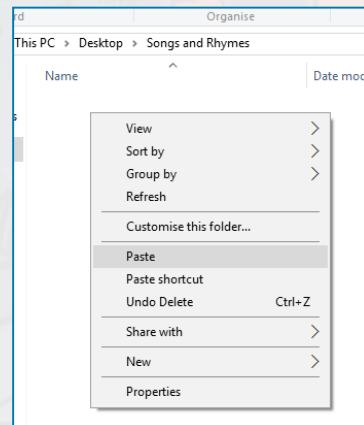 rd Organise
This PC > Desktop > Songs and Rhymes
Name Date mod
s
View
Sort by
Group by
Refresh
Customise this folder...
Paste
Paste shortcut
Undo Delete Ctrl+Z
Share with
New
Properties